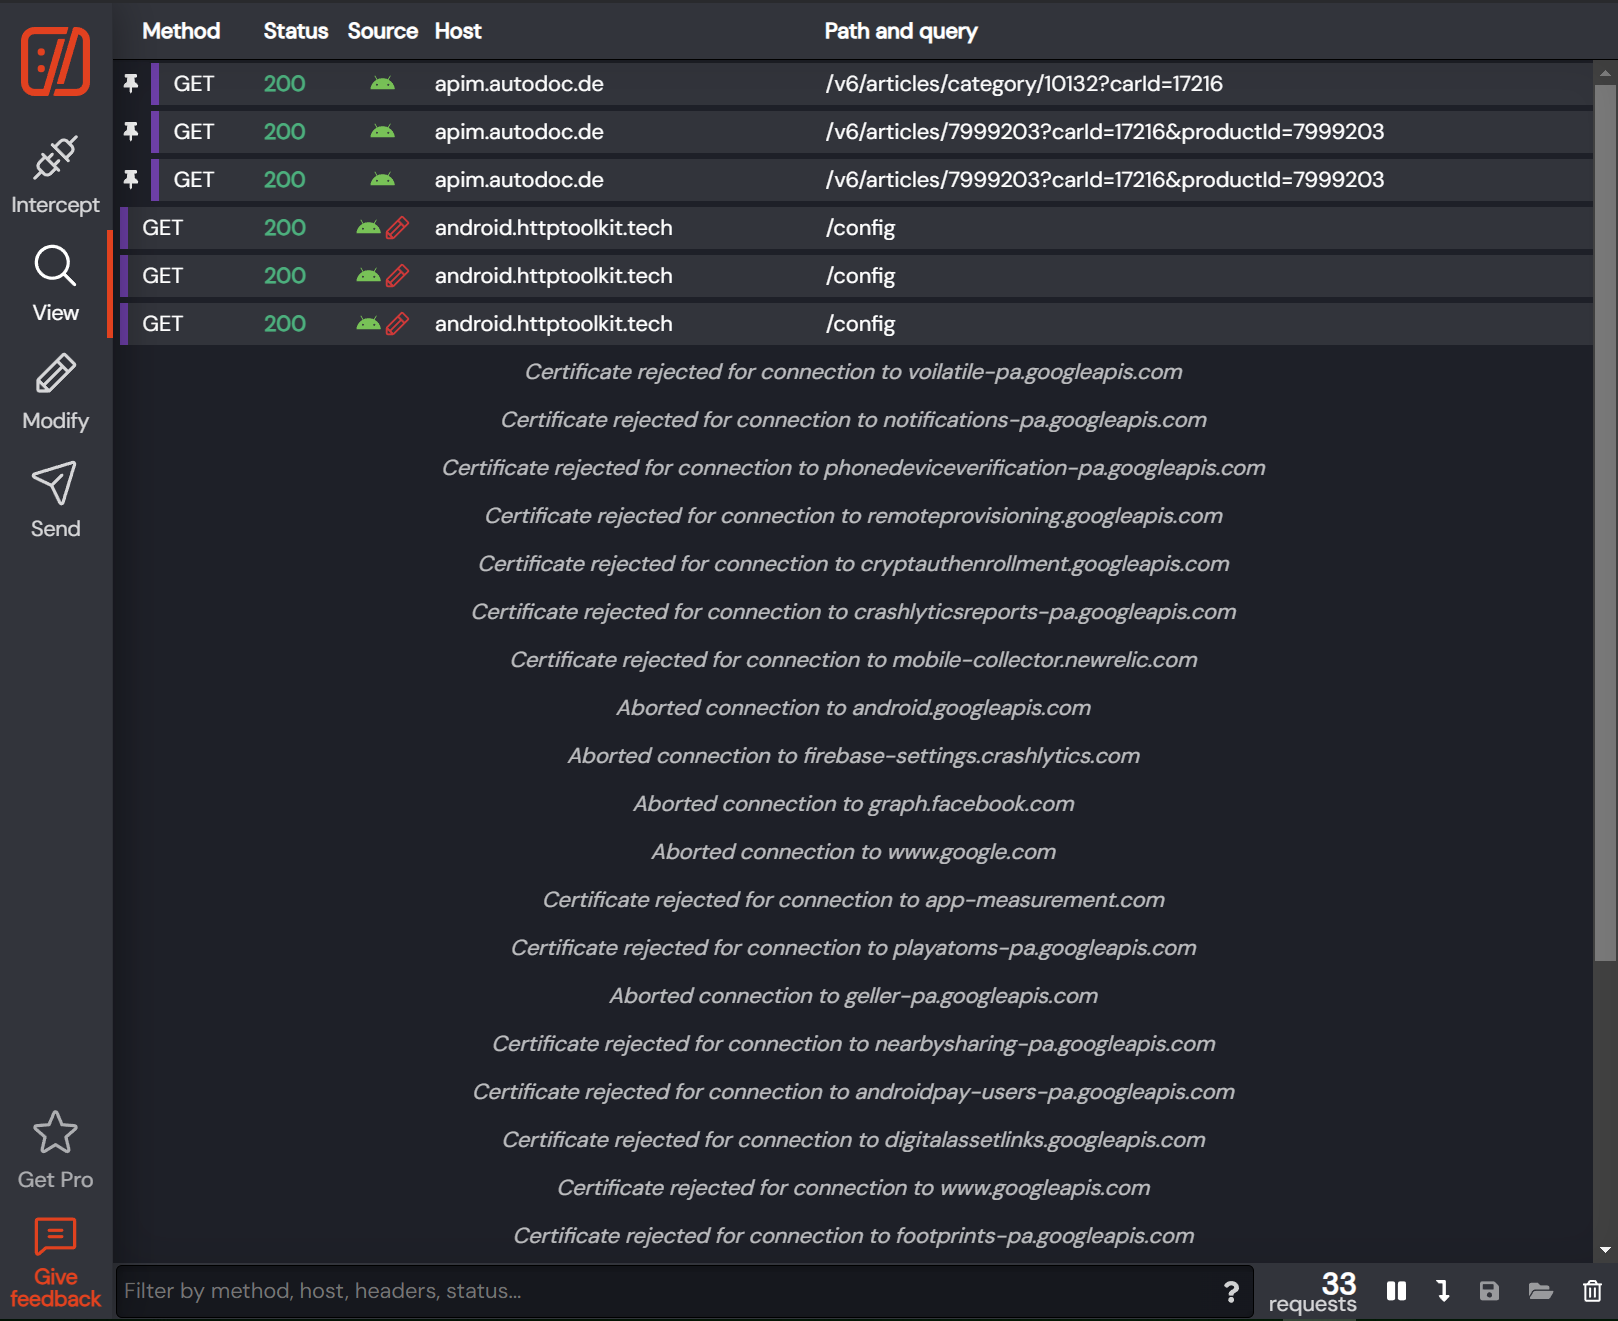 Method Status Source Host Path and query
GET 200 apim.autodoc.de /v6/articles/category/10132?carId=17216
GET 200 apim.autodoc.de /v6/articles/7999203?carId=17216&productId=7999203
GET 200 apim.autodoc.de /v6/articles/7999203?carId=17216&productId=7999203
GET 200 android.httptoolkit.tech /config
GET 200 android.httptoolkit.tech /config
GET 200 android.httptoolkit.tech /config
Certificate rejected for connection to voilatile-pa.googleapis.com
Certificate rejected for connection to notifications-pa.googleapis.com
Certificate rejected for connection to phonedeviceverification-pa.googleapis.com
Certificate rejected for connection to remoteprovisioning.googleapis.com
Certificate rejected for connection to cryptauthenrollment.googleapis.com
Certificate rejected for connection to crashlyticsreports-pa.googleapis.com
Certificate rejected for connection to mobile-collector.newrelic.com
Aborted connection to android.googleapis.com
Aborted connection to firebase-settings.crashlytics.com
Aborted connection to graph.facebook.com
Aborted connection to www.google.com
Certificate rejected for connection to app-measurement.com
Certificate rejected for connection to playatoms-pa.googleapis.com
Aborted connection to geller-pa.googleapis.com
Certificate rejected for connection to nearbysharing-pa.googleapis.com
Certificate rejected for connection to androidpay-users-pa.googleapis.com
Certificate rejected for connection to digitalassetlinks.googleapis.com
Certificate rejected for connection to www.googleapis.com
Certificate rejected for connection to footprints-pa.googleapis.com
Intercept
View
Modify
Send
Get Pro
Give
feedback
Filter by method, host, headers, status... ?
33
requests